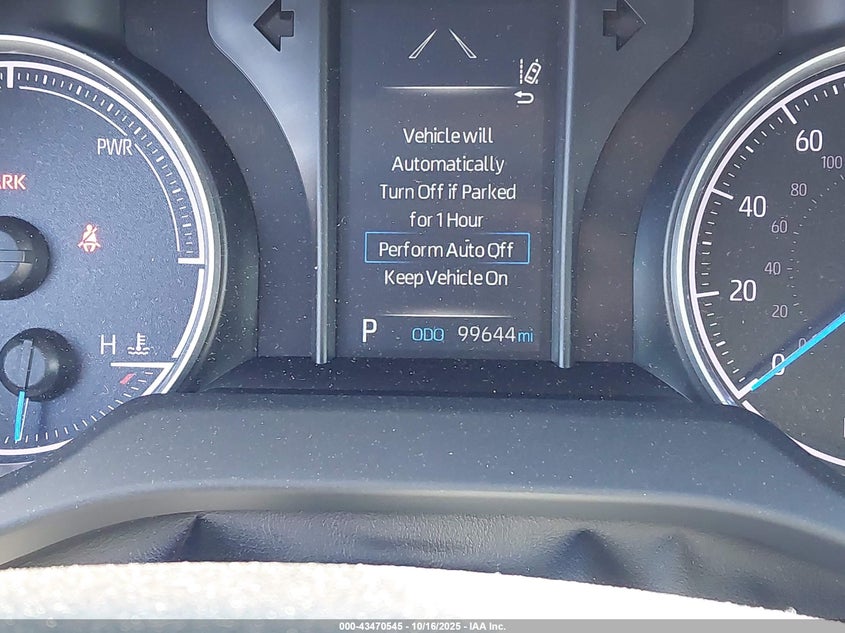 PWR
ARK
H
Vehicle will
Automatically
Turn Off if Parked
for 1 Hour
Perform Auto Off
Keep Vehicle On
P ODO 99644 mi
60
100
40
80
60
20
40
20
0
0
000-43470545 - 10/16/2025 - IAA Inc.